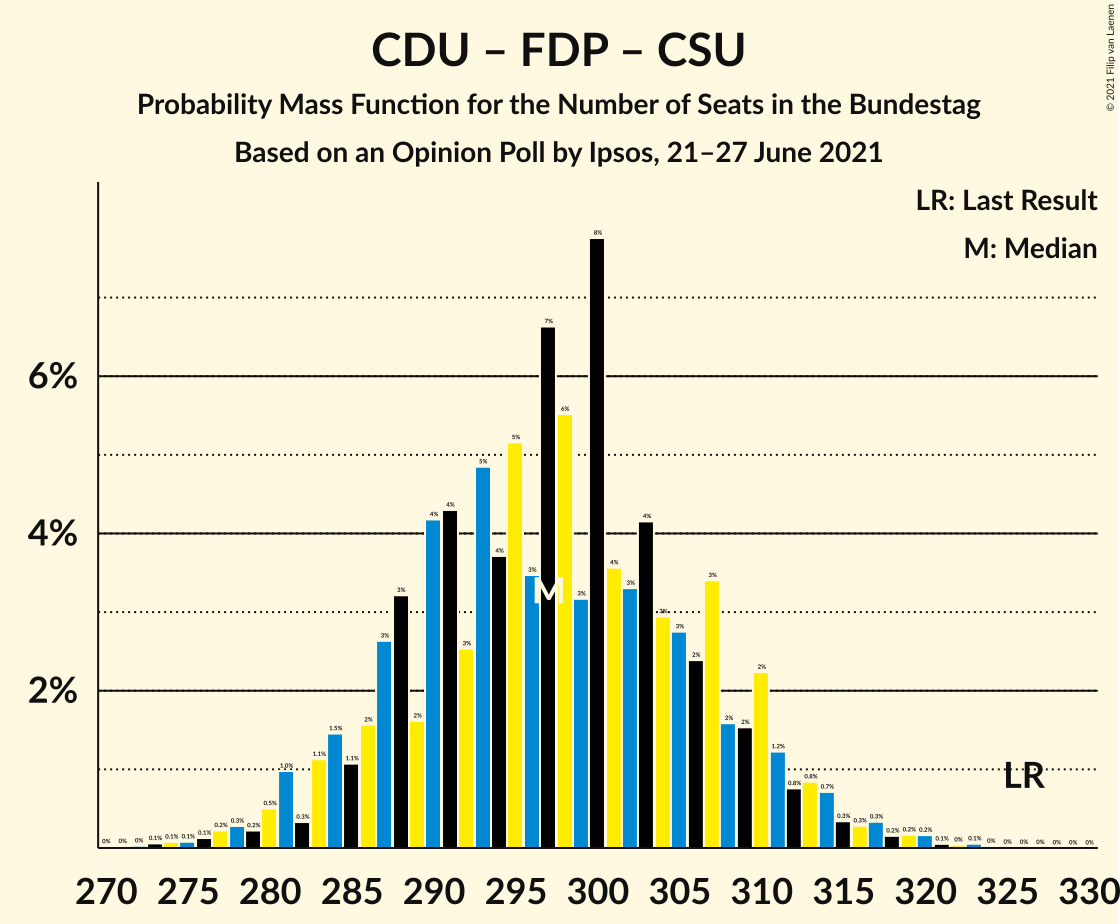 CDU – FDP – CSU
Probability Mass Function for the Number of Seats in the Bundestag
Based on an Opinion Poll by Ipsos, 21–27 June 2021
© 2021 Filip van Laenen
LR: Last Result
M: Median
6%
4%
2%
0% 0% 0% 0.1% 0.1% 0.1% 0.1% 0.2% 0.3% 0.2% 0.5% 1.0% 0.3% 1.1% 1.5% 1.1% 2% 3% 3% 2% 4% 4% 3% 5% 4% 5% 3% 7% 6% 3% 8% 4% 3% 4% 3% 3% 2% 3% 2% 2% 2% 1.2% 0.8% 0.8% 0.7% 0.3% 0.3% 0.3% 0.2% 0.2% 0.2% 0.1% 0% 0.1% 0% 0% 0% 0% 0% 0% 0%
M
LR
270 275 280 285 290 295 300 305 310 315 320 325 330